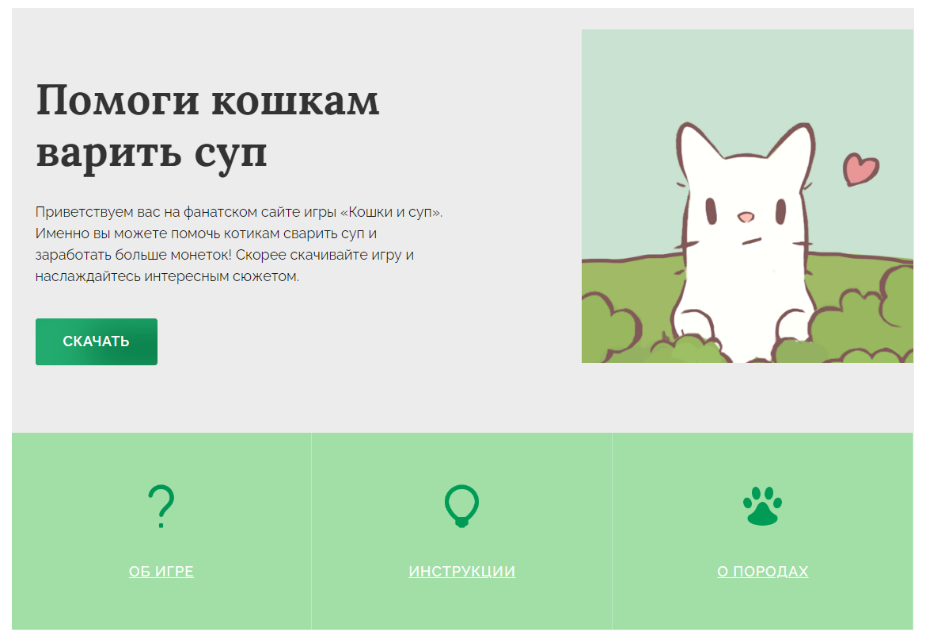 Помоги кошкам
варить суп
Приветствуем вас на фанатском сайте игры «Кошки и суп».
Именно вы можете помочь котикам сварить суп и
заработать больше монеток! Скорее скачивайте игру и
наслаждайтесь интересным сюжетом.
СКАЧАТЬ
ОБ ИГРЕ
ИНСТРУКЦИИ
О ПОРОДАХ